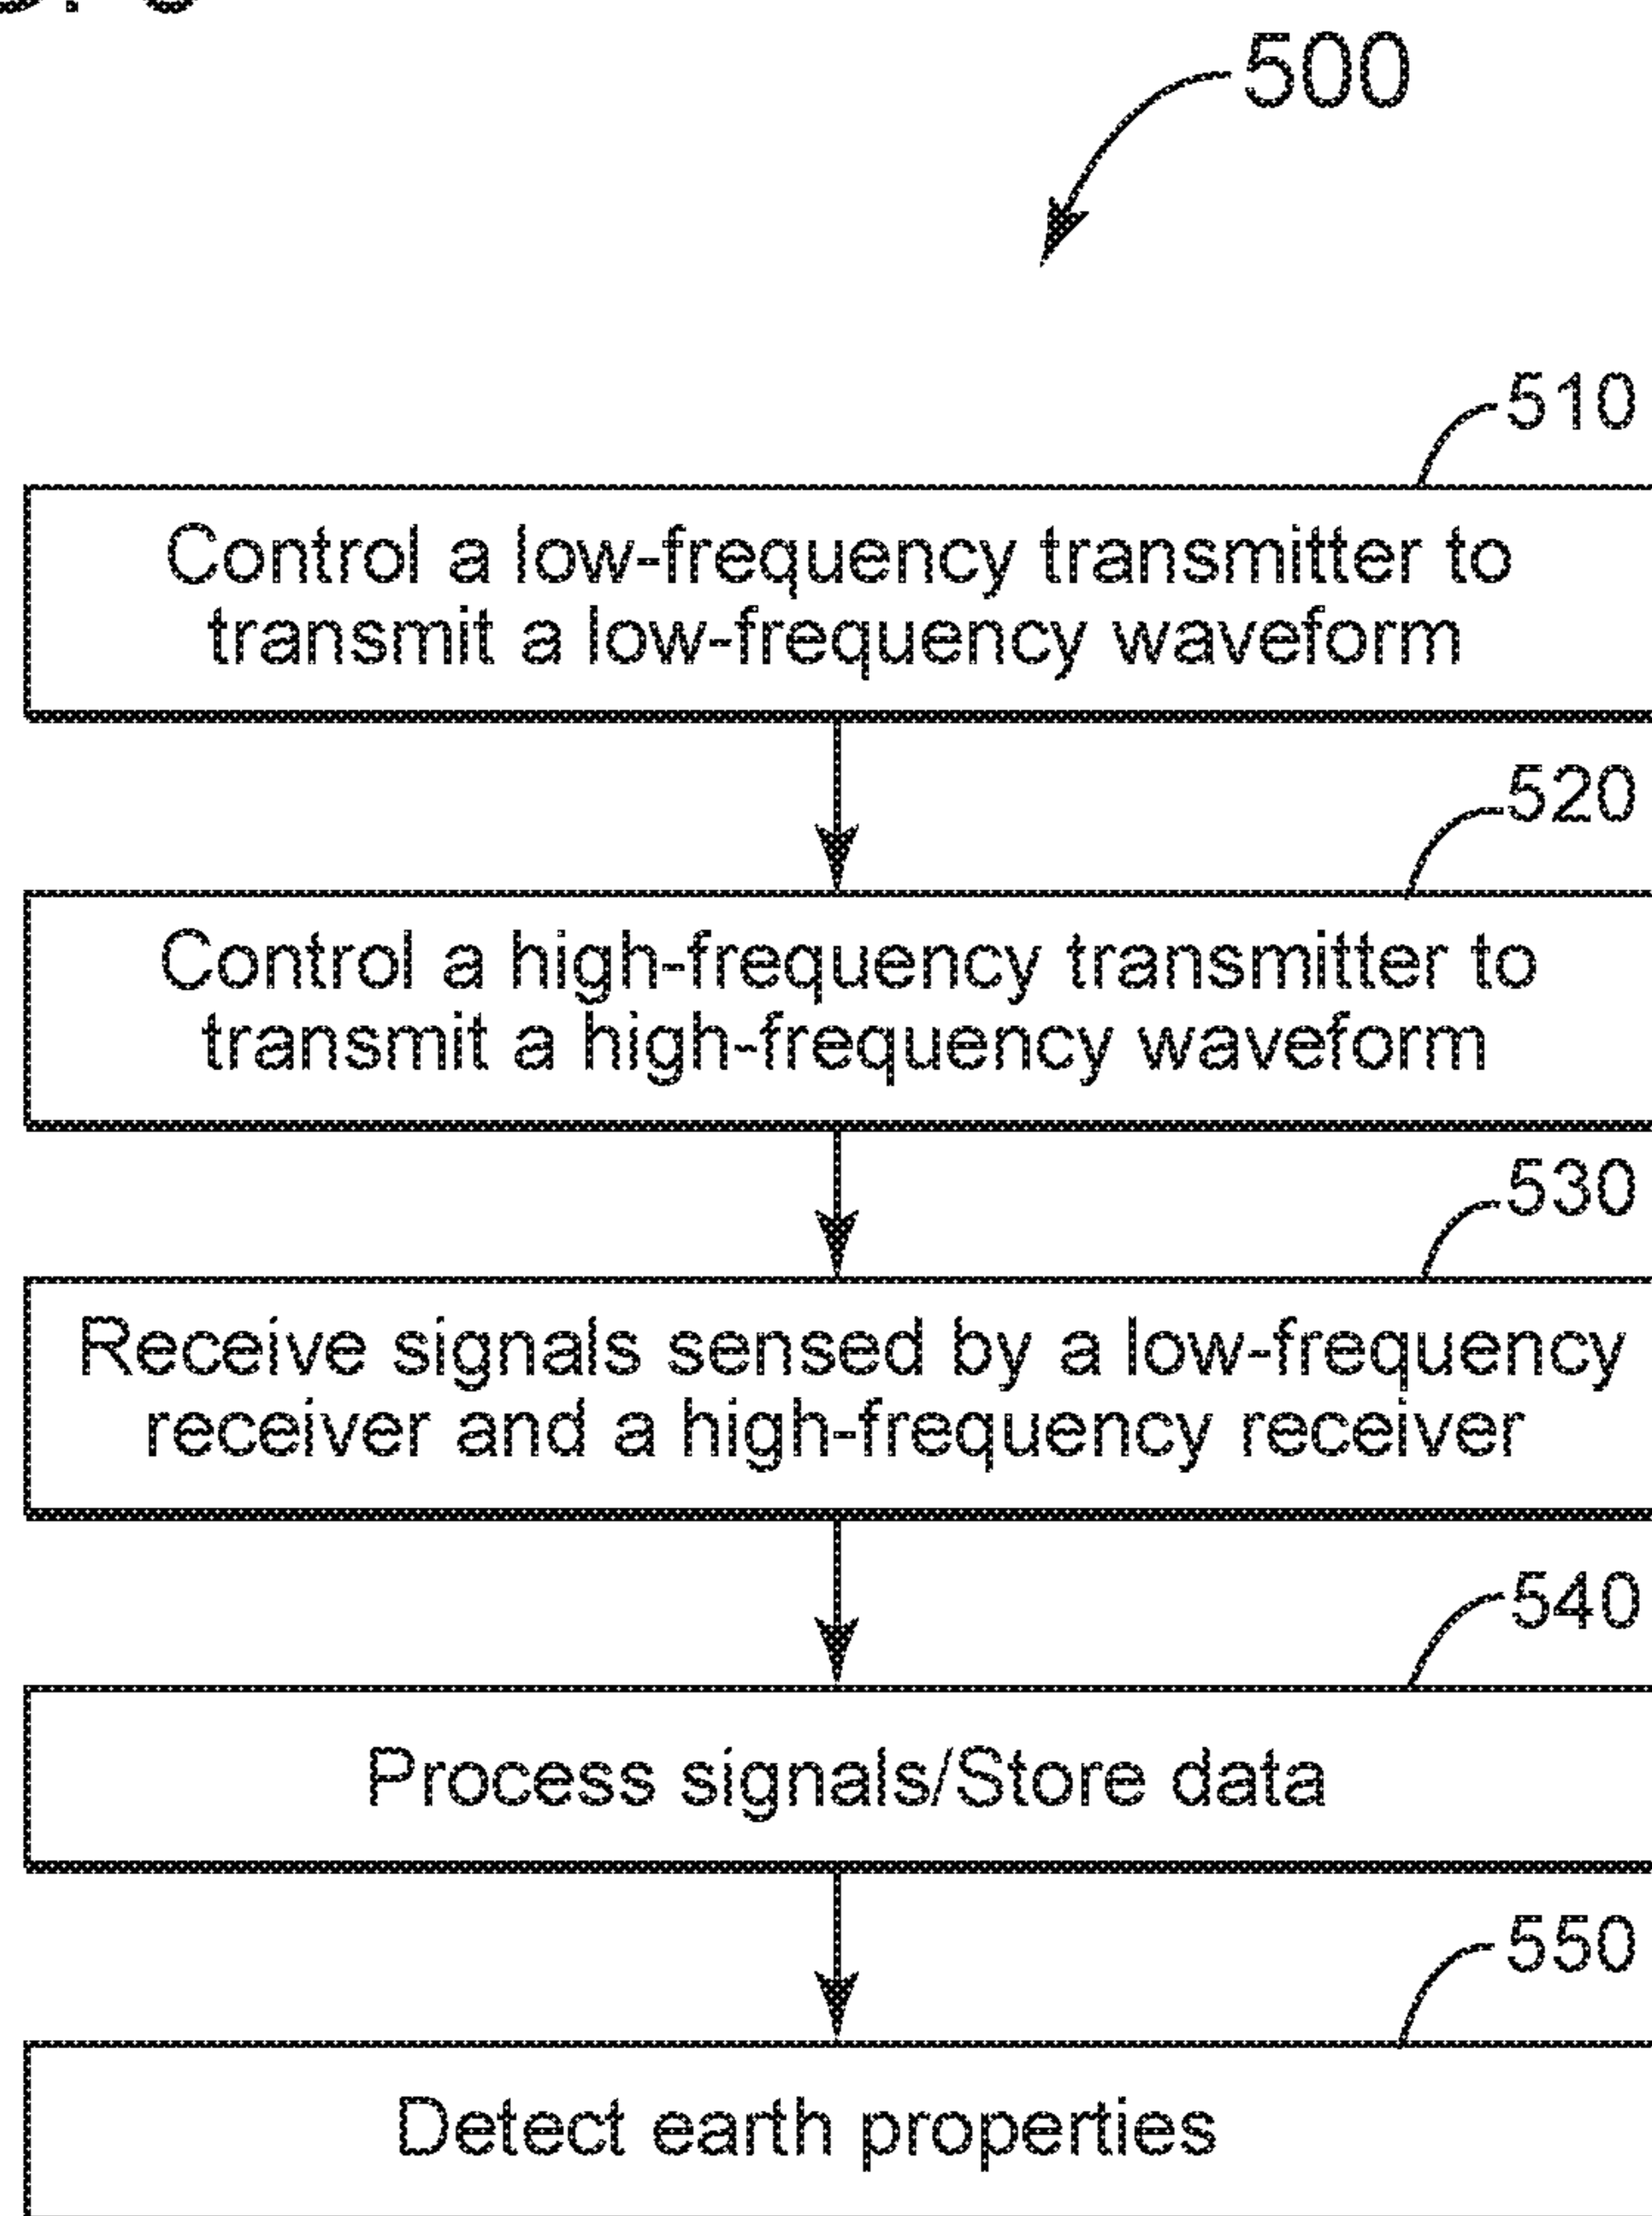 500
510
Control a low-frequency transmitter to
transmit a low-frequency waveform
520
Control a high-frequency transmitter to
transmit a high-frequency waveform
530
Receive signals sensed by a low-frequency
receiver and a high-frequency receiver
540
Process signals/Store data
550
Detect earth properties